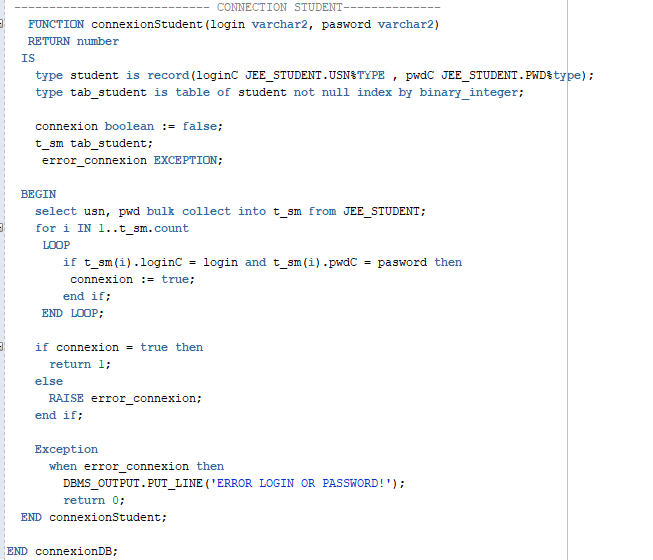 ---------------------------- CONNECTION STUDENT--------------
FUNCTION connexionStudent(login varchar2, pasword varchar2)
RETURN number
IS
type student is record(loginC JEE_STUDENT.USN%TYPE , pwdC JEE_STUDENT.PWD%type);
type tab_student is table of student not null index by binary_integer;
connexion boolean := false;
t_sm tab_student;
error_connexion EXCEPTION;
BEGIN
select usn, pwd bulk collect into t_sm from JEE_STUDENT;
for i IN 1..t_sm.count
LOOP
if t_sm(i).loginC = login and t_sm(i).pwdC = pasword then
connexion := true;
end if;
END LOOP;
if connexion = true then
return 1;
else
RAISE error_connexion;
end if;
Exception
when error_connexion then
DBMS_OUTPUT.PUT_LINE('ERROR LOGIN OR PASSWORD!');
return 0;
END connexionStudent;
END connexionDB;